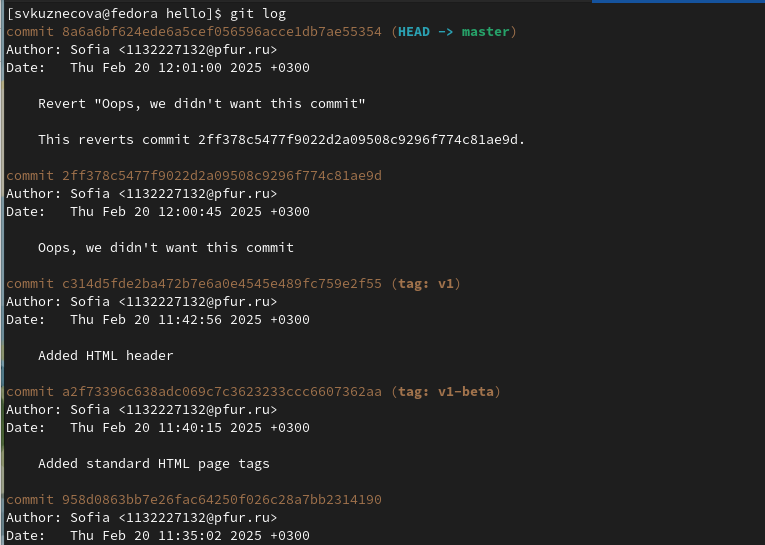 [svkuznecova@fedora hello]$ git log
commit 8a6a6bf624ede6a5cef056596acce1db7ae55354 (HEAD -> master)
Author: Sofia <1132227132@pfur.ru>
Date:   Thu Feb 20 12:01:00 2025 +0300
Revert "Oops, we didn't want this commit"
This reverts commit 2ff378c5477f9022d2a09508c9296f774c81ae9d.
commit 2ff378c5477f9022d2a09508c9296f774c81ae9d
Author: Sofia <1132227132@pfur.ru>
Date:   Thu Feb 20 12:00:45 2025 +0300
Oops, we didn't want this commit
commit c314d5fde2ba472b7e6a0e4545e489fc759e2f55 (tag: v1)
Author: Sofia <1132227132@pfur.ru>
Date:   Thu Feb 20 11:42:56 2025 +0300
Added HTML header
commit a2f73396c638adc069c7c3623233ccc6607362aa (tag: v1-beta)
Author: Sofia <1132227132@pfur.ru>
Date:   Thu Feb 20 11:40:15 2025 +0300
Added standard HTML page tags
commit 958d0863bb7e26fac64250f026c28a7bb2314190
Author: Sofia <1132227132@pfur.ru>
Date:   Thu Feb 20 11:35:02 2025 +0300